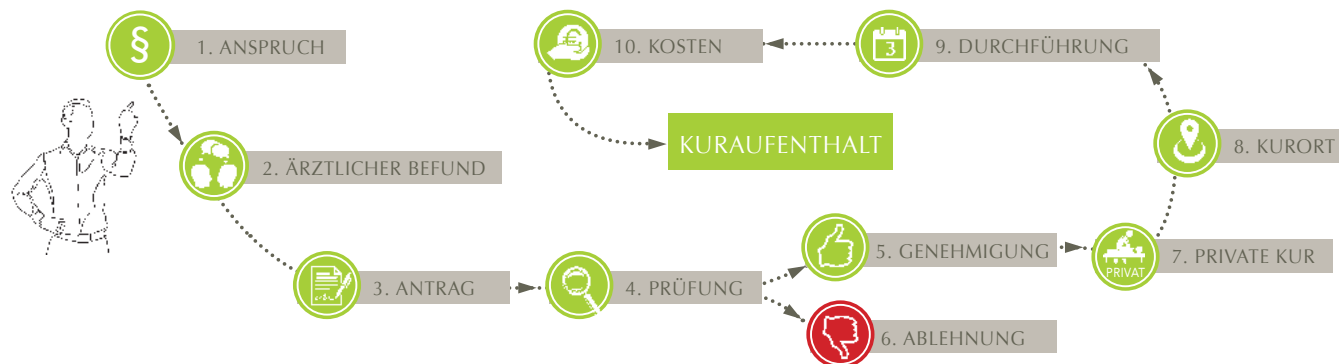 § 1. ANSPRUCH
2. ÄRZTLICHER BEFUND
3. ANTRAG
4. PRÜFUNG
5. GENEHMIGUNG
6. ABLEHNUNG
PRIVAT 7. PRIVATE KUR
8. KURORT
3 9. DURCHFÜHRUNG
€ 10. KOSTEN
KURAUFENTHALT